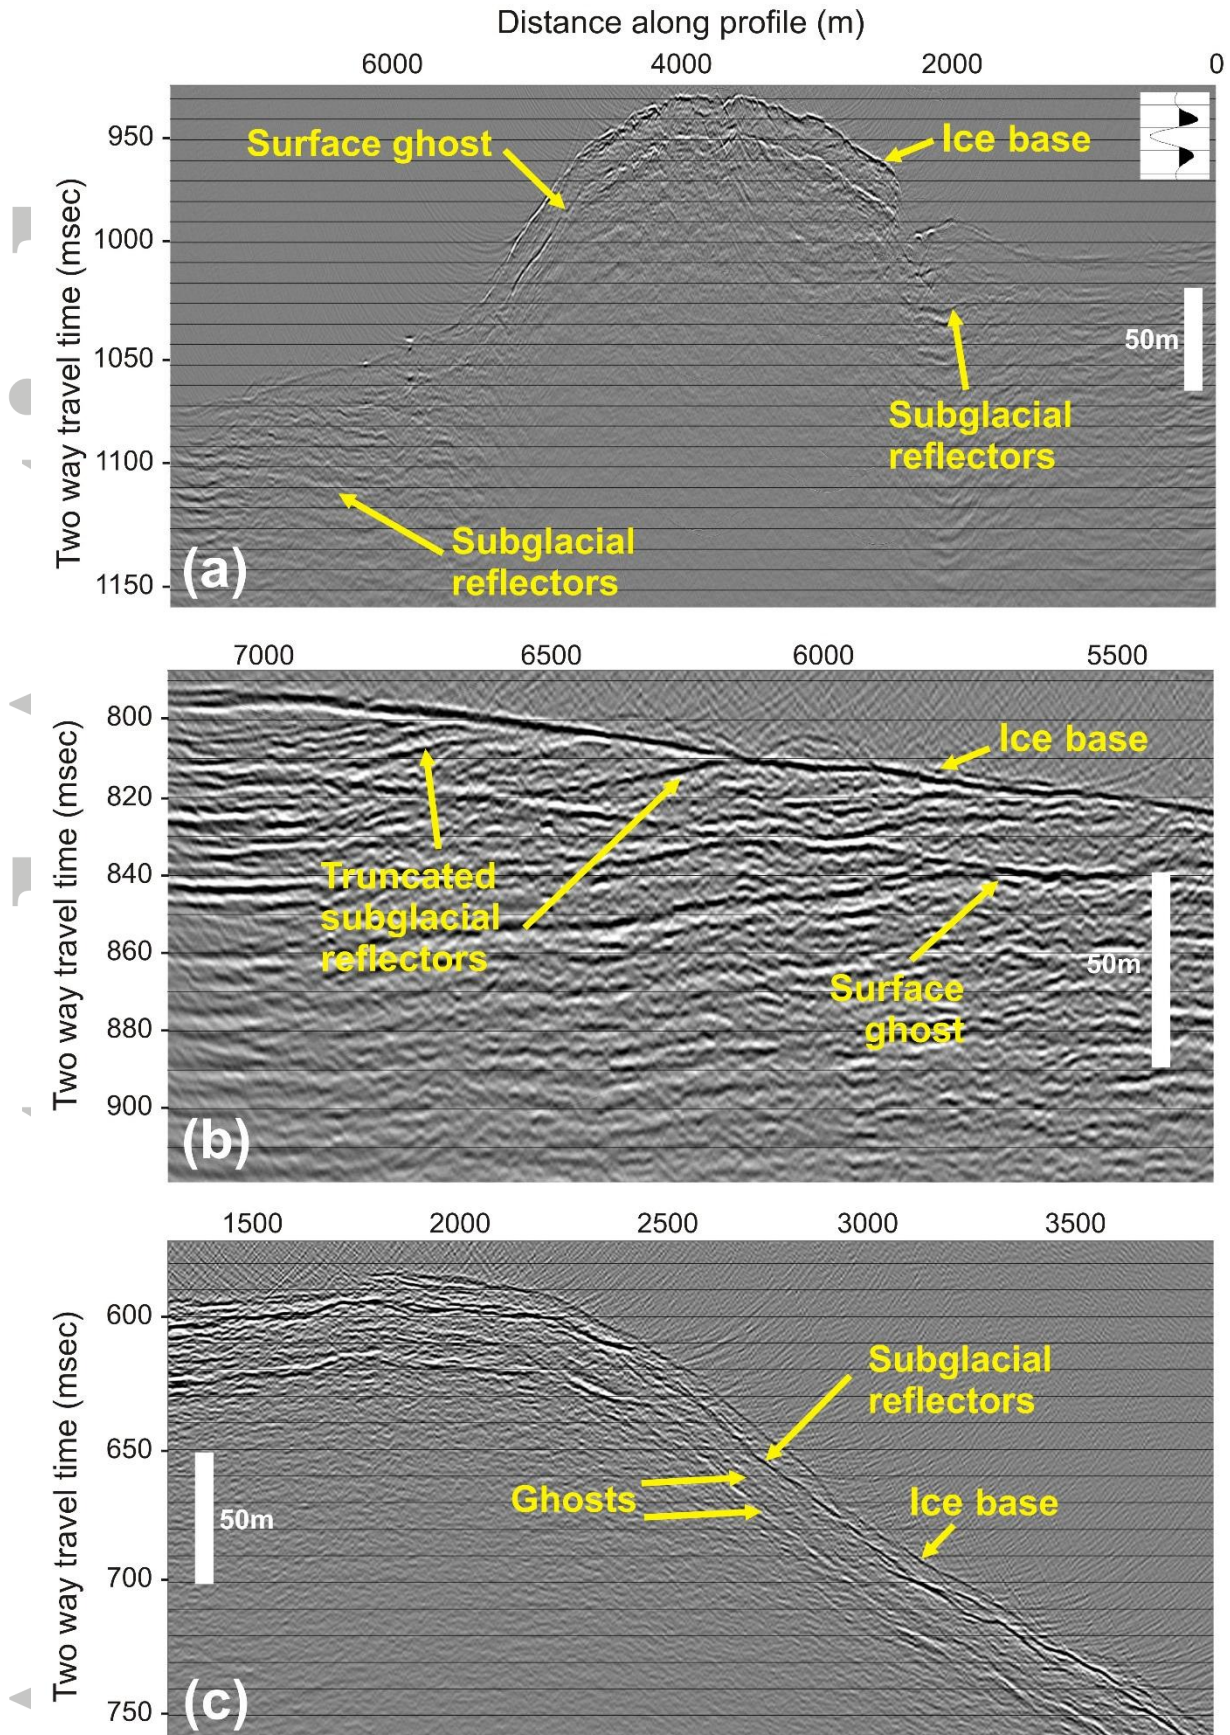 Distance along profile (m)
6000 4000 2000 0
Two way travel time (msec)
950
1000
1050
1100
1150
Surface ghost
Ice base
50m
Subglacial
reflectors
Subglacial
reflectors
(a)
7000 6500 6000 5500
Two way travel time (msec)
800
820
840
860
880
900
Ice base
Truncated
subglacial
reflectors
50m
Surface
ghost
(b)
1500 2000 2500 3000 3500
Two way travel time (msec)
600
650
700
750
Subglacial
reflectors
Ghosts
Ice base
50m
(c)